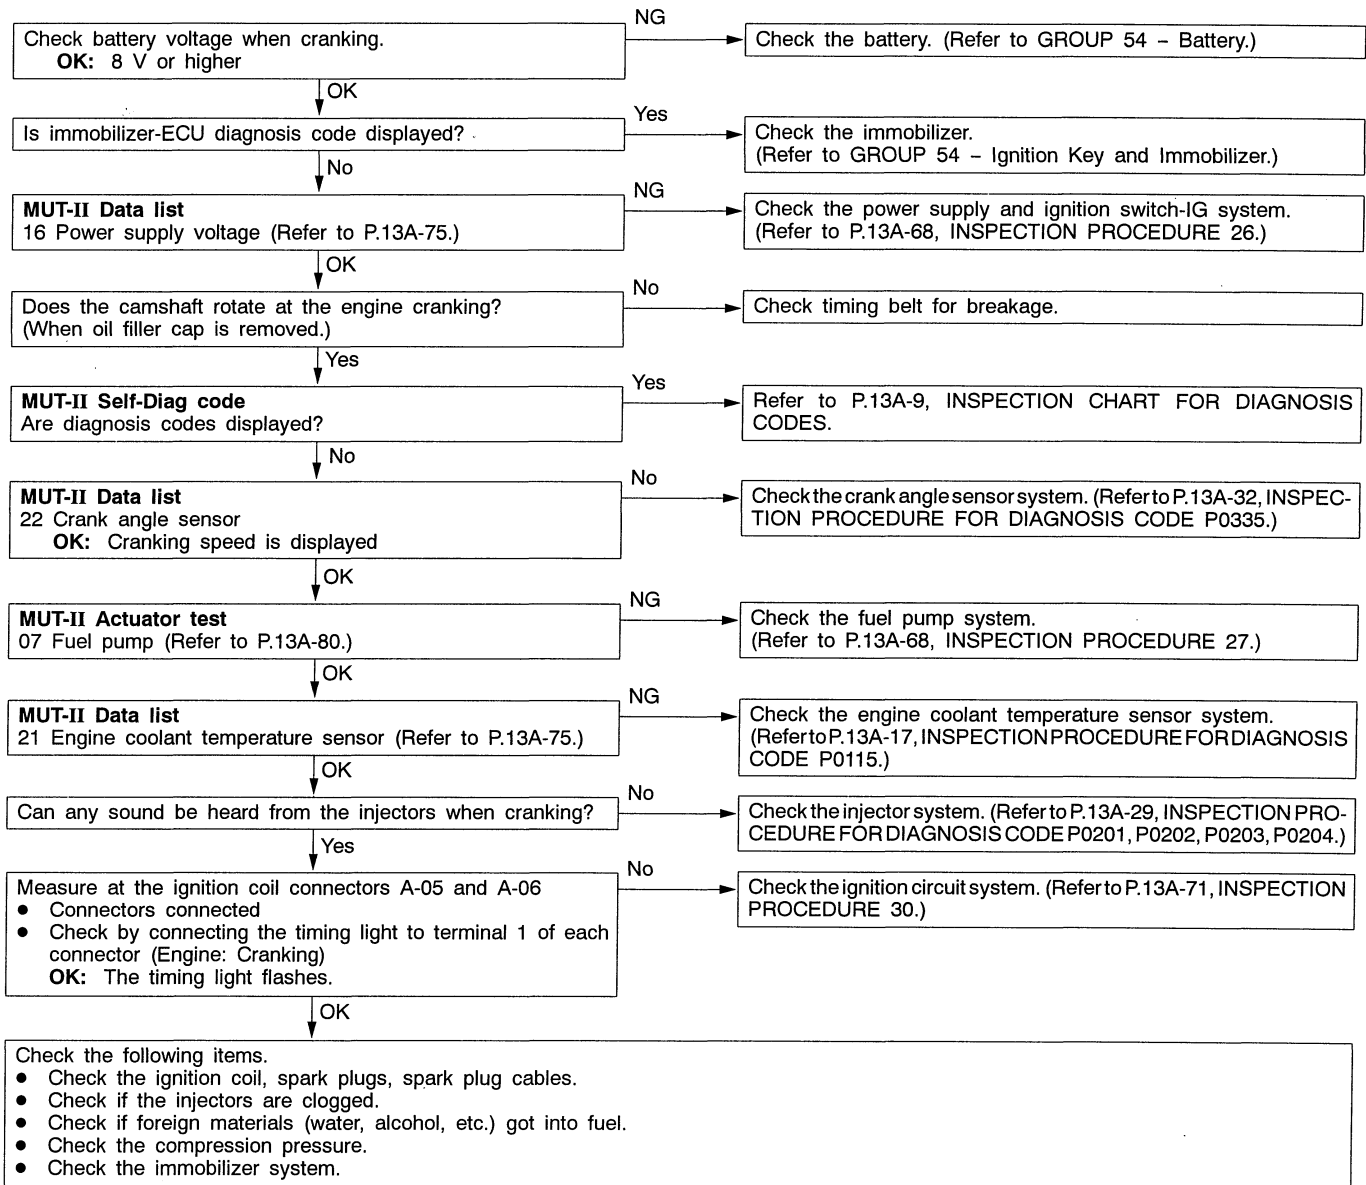 NG
Check battery voltage when cranking.
OK: 8 V or higher
Check the battery. (Refer to GROUP 54 – Battery.)
OK
Yes
Is immobilizer-ECU diagnosis code displayed?
Check the immobilizer.
(Refer to GROUP 54 – Ignition Key and Immobilizer.)
No
NG
MUT-II Data list
16 Power supply voltage (Refer to P.13A-75.)
Check the power supply and ignition switch-IG system.
(Refer to P.13A-68, INSPECTION PROCEDURE 26.)
OK
No
Does the camshaft rotate at the engine cranking?
(When oil filler cap is removed.)
Check timing belt for breakage.
Yes
Yes
MUT-II Self-Diag code
Are diagnosis codes displayed?
Refer to P.13A-9, INSPECTION CHART FOR DIAGNOSIS
CODES.
No
No
MUT-II Data list
22 Crank angle sensor
OK: Cranking speed is displayed
Check the crank angle sensor system. (Refer to P.13A-32, INSPEC-
TION PROCEDURE FOR DIAGNOSIS CODE P0335.)
OK
NG
MUT-II Actuator test
07 Fuel pump (Refer to P.13A-80.)
Check the fuel pump system.
(Refer to P.13A-68, INSPECTION PROCEDURE 27.)
OK
NG
MUT-II Data list
21 Engine coolant temperature sensor (Refer to P.13A-75.)
Check the engine coolant temperature sensor system.
(Refer to P.13A-17, INSPECTION PROCEDURE FOR DIAGNOSIS
CODE P0115.)
OK
No
Can any sound be heard from the injectors when cranking?
Check the injector system. (Refer to P.13A-29, INSPECTION PRO-
CEDURE FOR DIAGNOSIS CODE P0201, P0202, P0203, P0204.)
Yes
No
Measure at the ignition coil connectors A-05 and A-06
● Connectors connected
● Check by connecting the timing light to terminal 1 of each
connector (Engine: Cranking)
OK: The timing light flashes.
Check the ignition circuit system. (Refer to P.13A-71, INSPECTION
PROCEDURE 30.)
OK
Check the following items.
● Check the ignition coil, spark plugs, spark plug cables.
● Check if the injectors are clogged.
● Check if foreign materials (water, alcohol, etc.) got into fuel.
● Check the compression pressure.
● Check the immobilizer system.